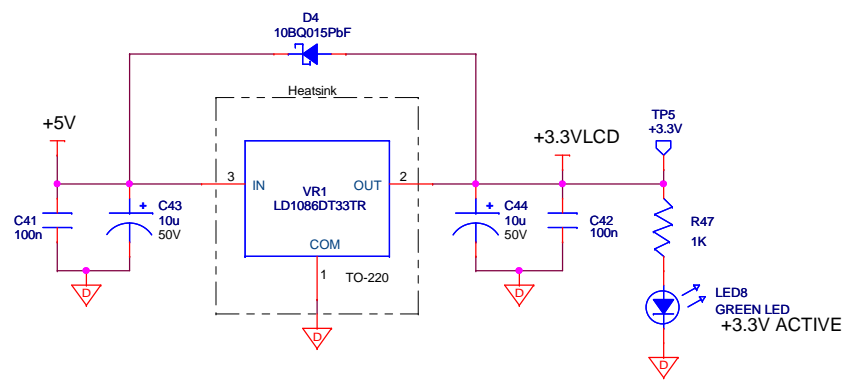 D4
10BQ015PbF
Heatsink
+5V
+3.3VLCD
TP5
+3.3V
3
IN
OUT
2
VR1
LD1086DT33TR
COM
1
TO-220
C41
100n
+
C43
10u
50V
+
C44
10u
50V
C42
100n
R47
1K
D
D
D
LED8
GREEN LED
+3.3V ACTIVE
D